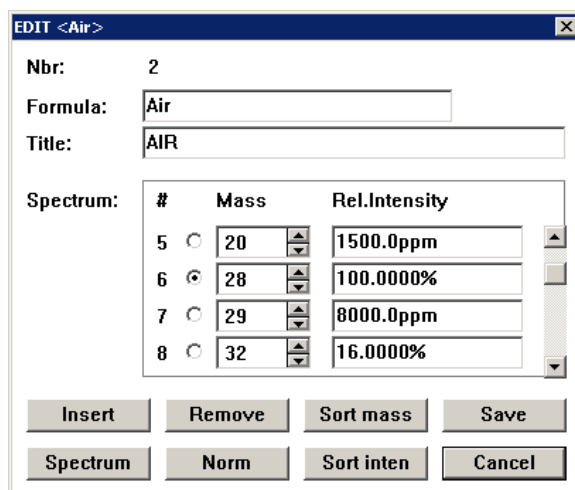 EDIT <Air>
Nbr: 2
Formula: Air
Title: AIR
Spectrum: # Mass Rel.Intensity
5 20 1500.0ppm
6 28 100.0000%
7 29 8000.0ppm
8 32 16.0000%
Insert Remove Sort mass Save
Spectrum Norm Sort inten Cancel